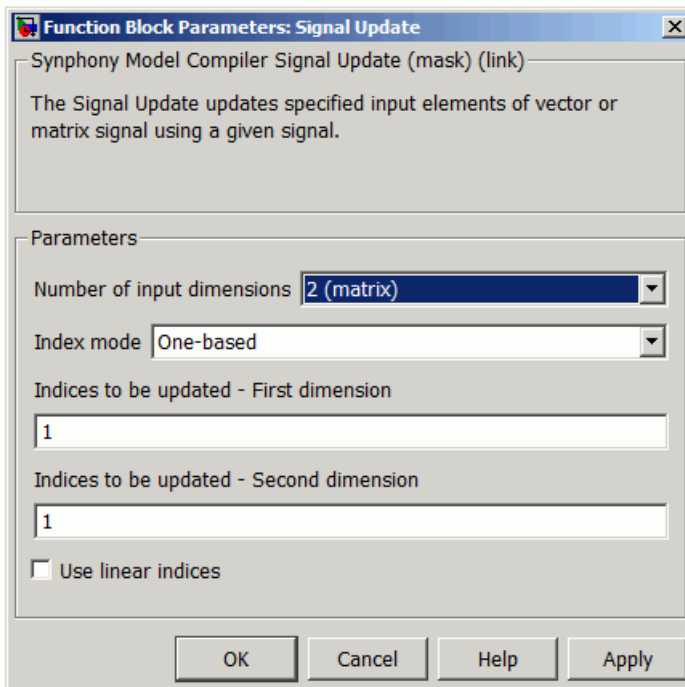 Function Block Parameters: Signal Update
Synphony Model Compiler Signal Update (mask) (link)
The Signal Update updates specified input elements of vector or
matrix signal using a given signal.
Parameters
Number of input dimensions 2 (matrix)
Index mode One-based
Indices to be updated - First dimension
1
Indices to be updated - Second dimension
1
Use linear indices
OK Cancel Help Apply